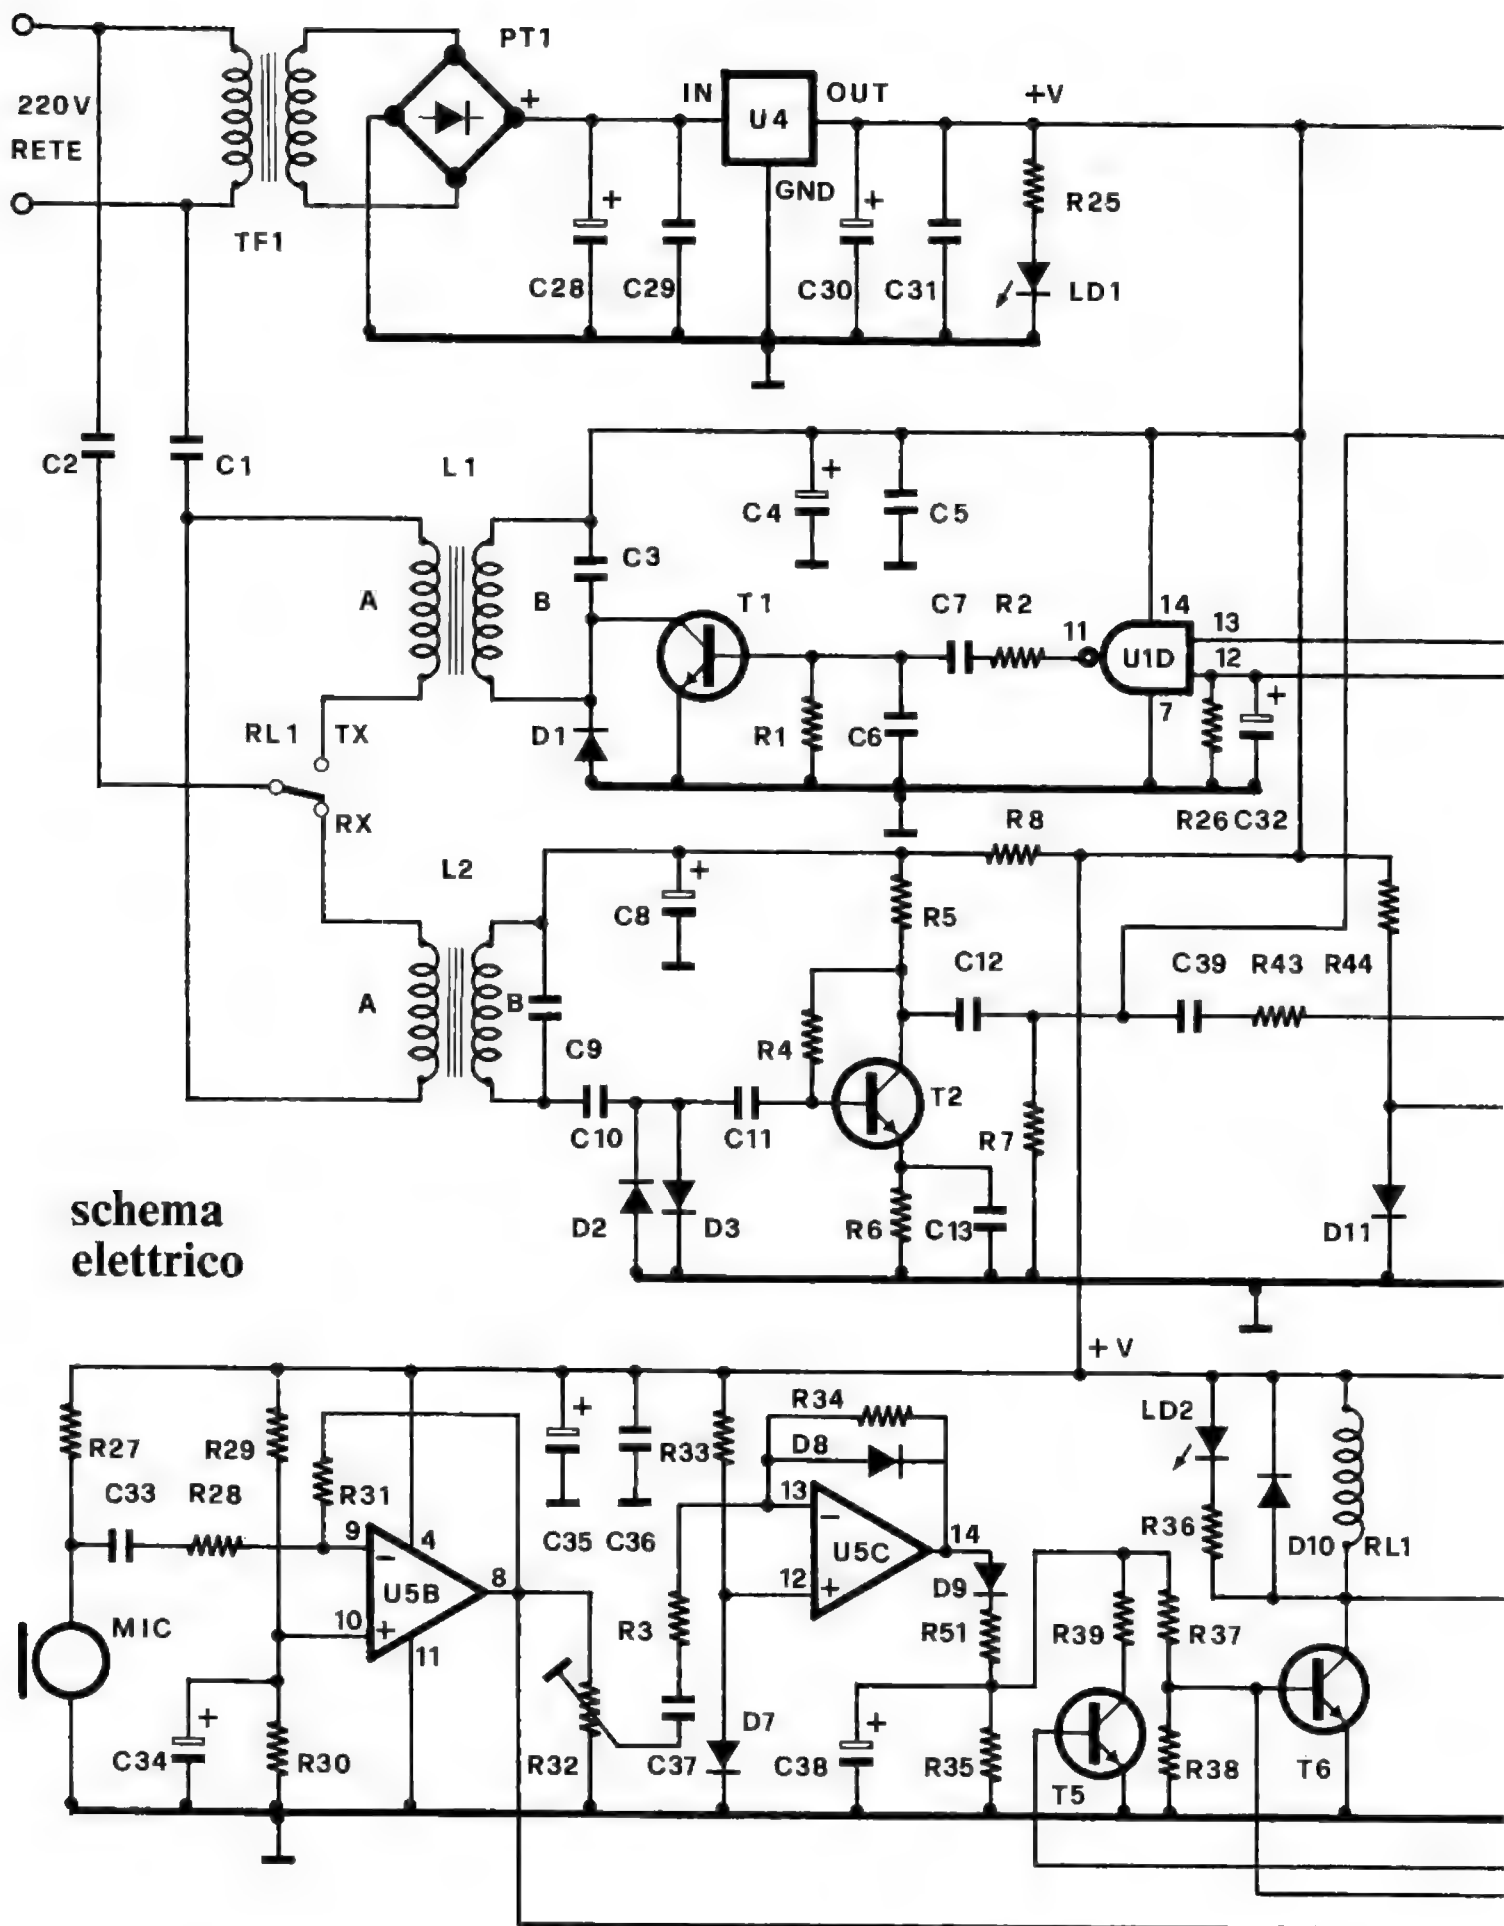 PT1
220V
RETE
+
IN
U4
OUT
+V
GND
TF1
+
+
R25
C28
C29
C30
C31
LD1
C2
C1
L1
+
C4
C5
C3
A
B
T1
C7
R2
11
14
13
U1D
12
RL1
TX
D1
R1
C6
7
+
RX
R8
R26
C32
L2
+
C8
R5
C12
C39
R43
R44
A
B
C9
R4
T2
C10
C11
R7
D2
D3
R6
C13
D11
schema
elettrico
+V
R27
R29
R31
C33
R28
9
4
-
U5B
8
10
+
11
MIC
+
C34
R30
+
C35
C36
R33
R34
D8
13
-
U5C
14
12
+
D9
R3
R51
R32
C37
D7
+
C38
R35
LD2
R36
D10
RL1
R39
R37
T5
R38
T6